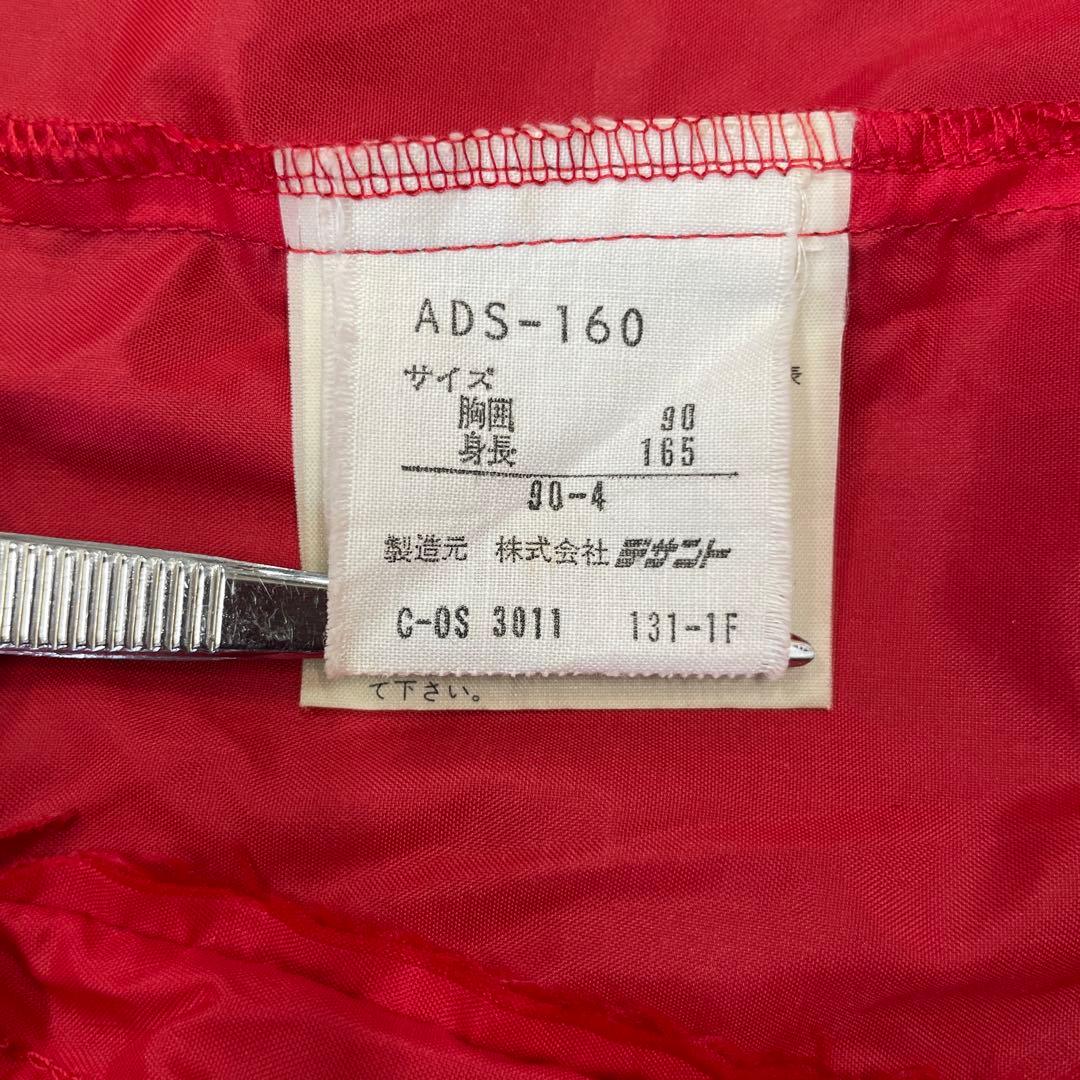 ADS-160
サイズ
胸囲 90
身長 165
90-4
製造元 株式会社デサント
C-OS 3011 131-1F
て下さい。